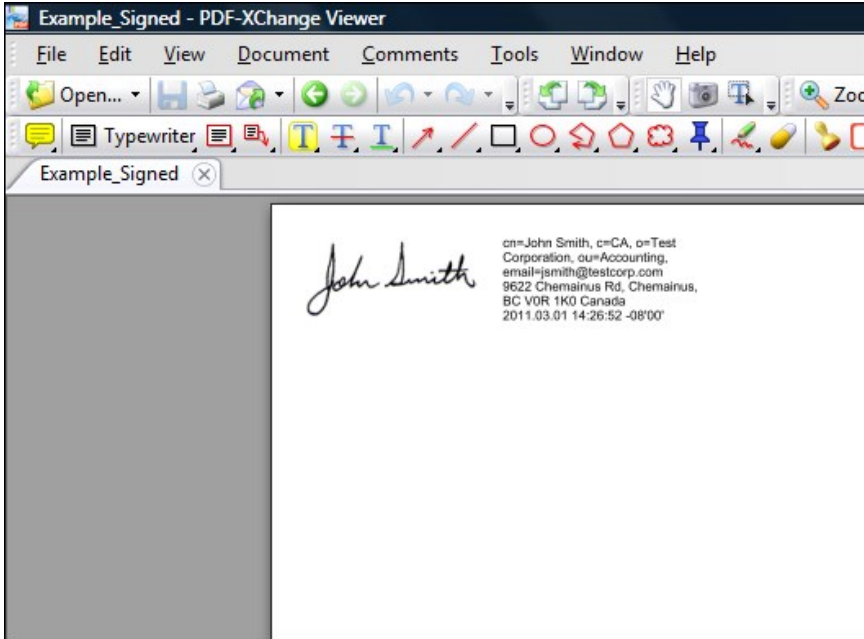 Example_Signed - PDF-XChange Viewer
File Edit View Document Comments Tools Window Help
Open...
Typewriter T T T
Example_Signed
John Smith
cn=John Smith, c=CA, o=Test
Corporation, ou=Accounting,
email=jsmith@testcorp.com
9622 Chemainus Rd, Chemainus,
BC V0R 1K0 Canada
2011.03.01 14:26:52 -08'00'